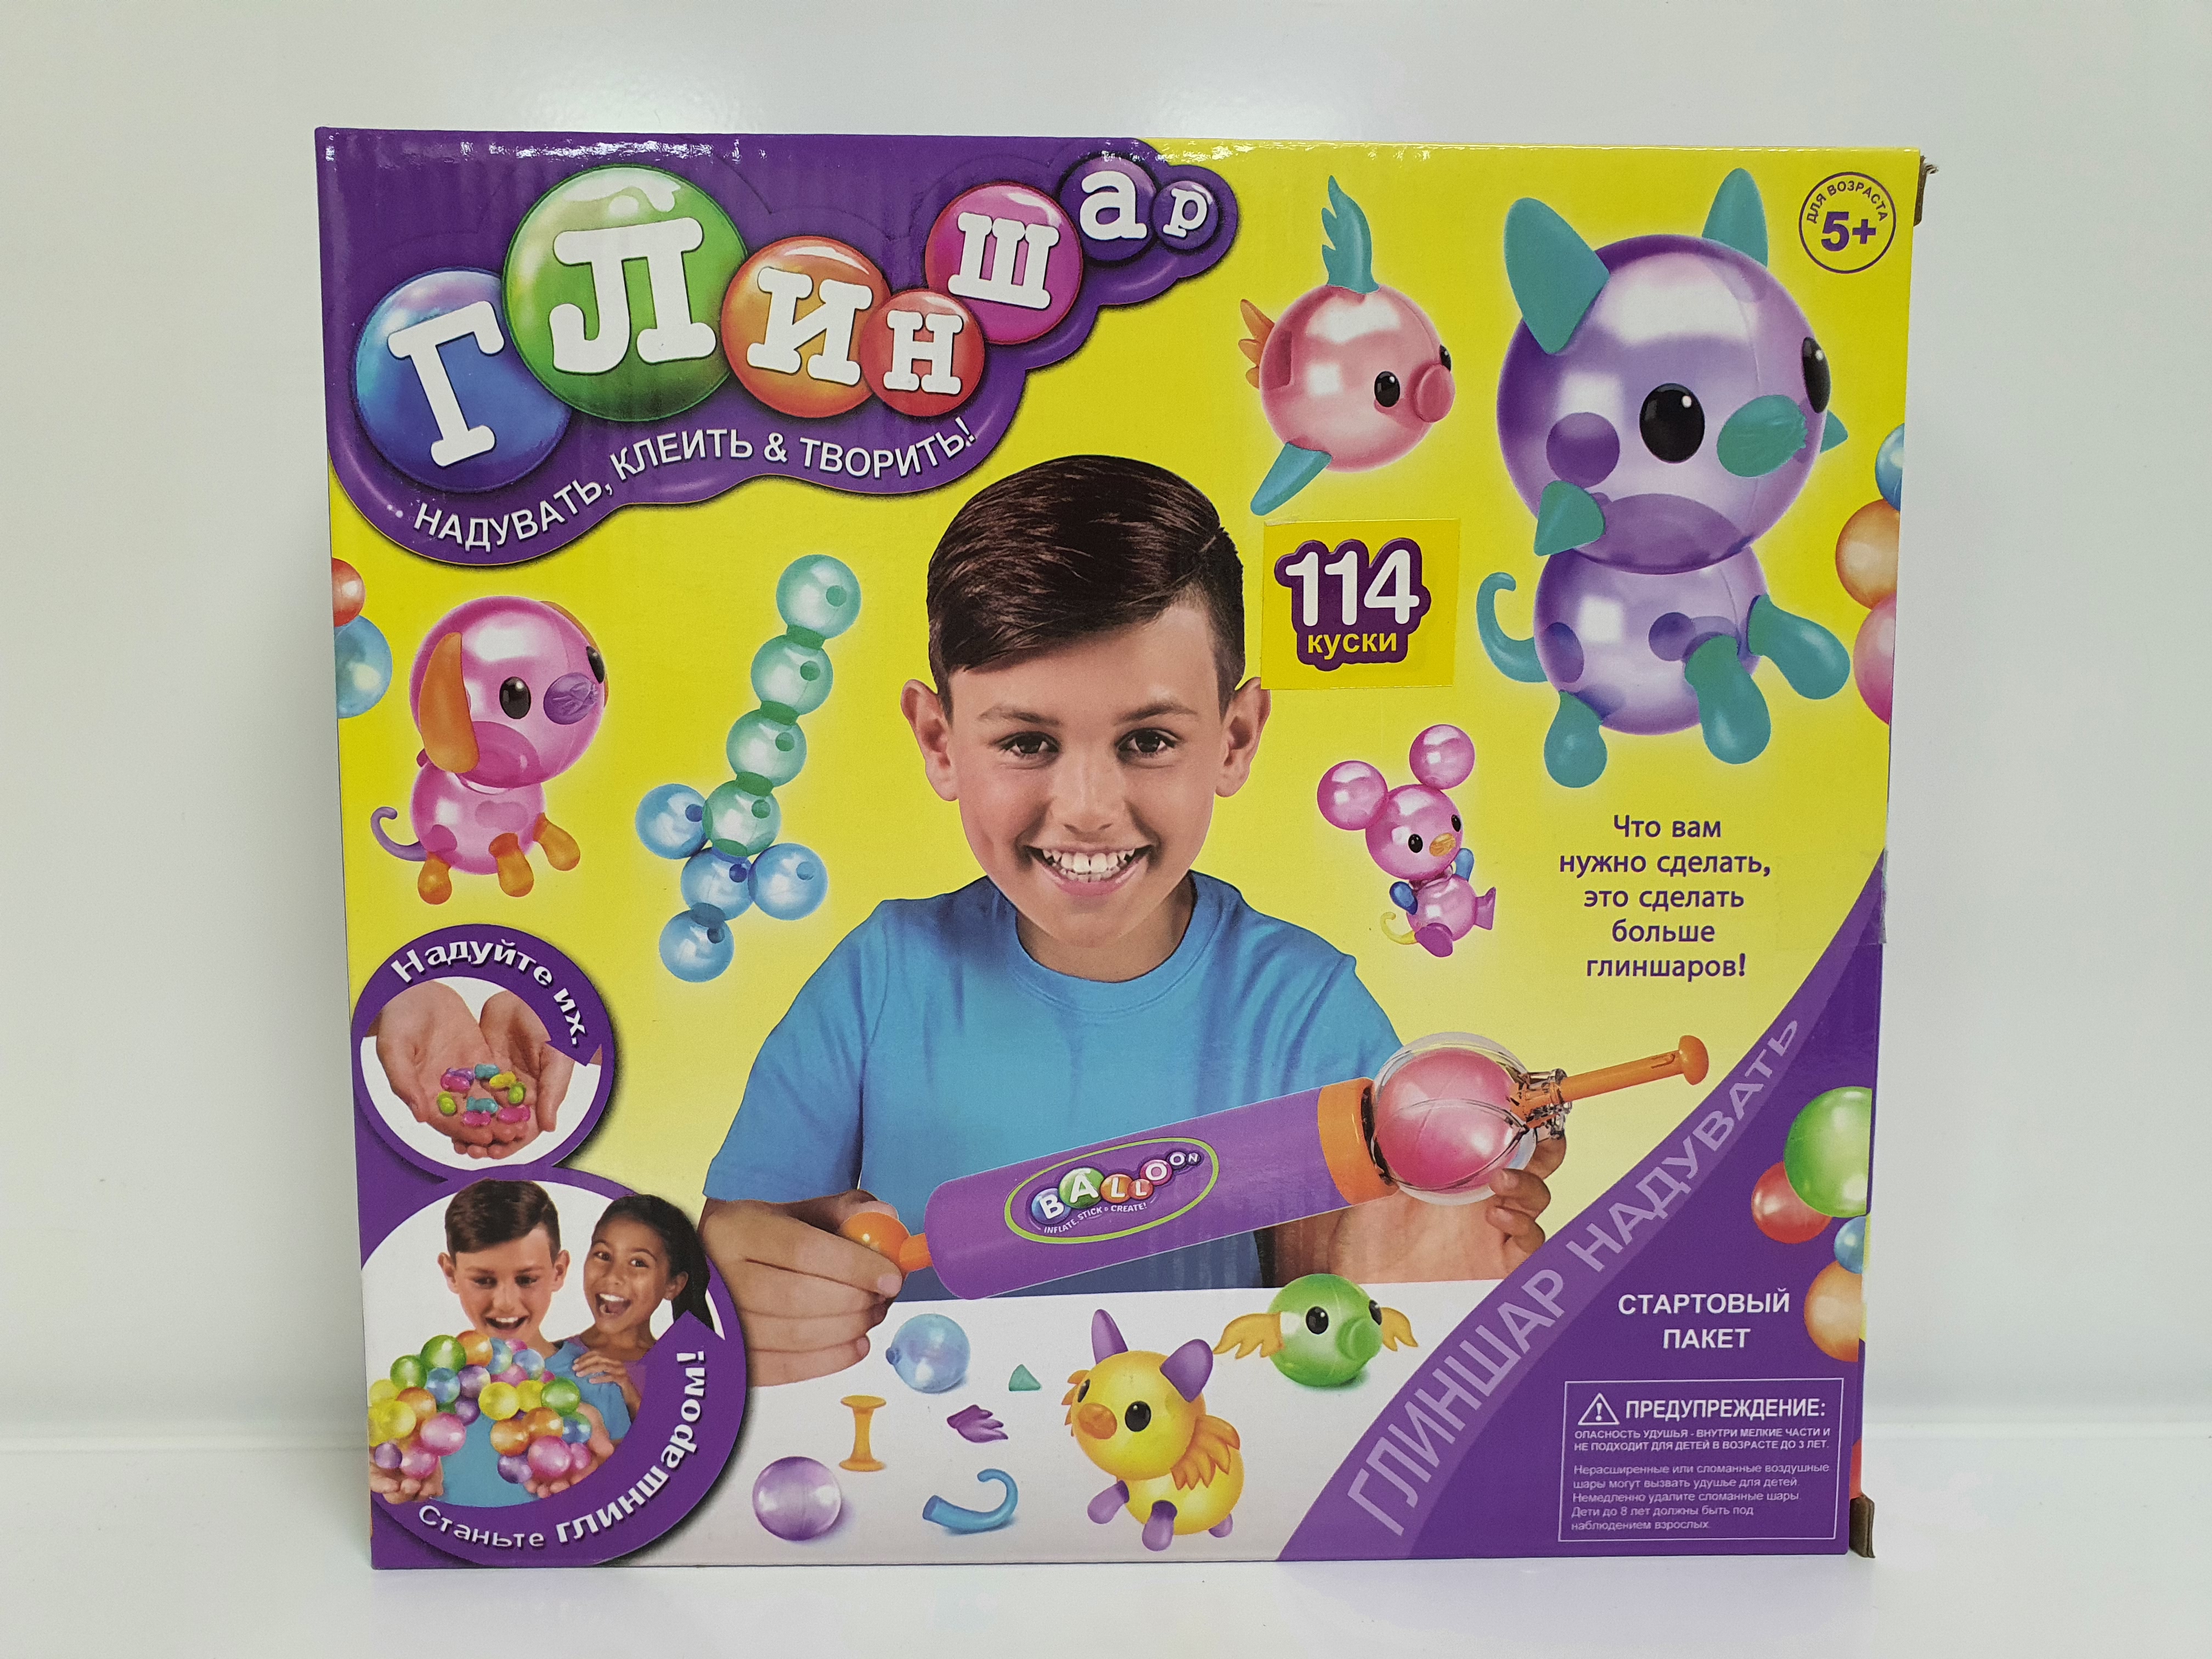 ГЛИНШАР
НАДУВАТЬ, КЛЕИТЬ & ТВОРИТЬ!
ДЛЯ ВОЗРАСТА
5+
114
куски
Что вам
нужно сделать,
это сделать
больше
глиншаров!
Надуйте их.
Станьте глиншаром!
BALLOON
INFLATE, STICK & CREATE!
ГЛИНШАР НАДУВАТЬ
СТАРТОВЫЙ
ПАКЕТ
ПРЕДУПРЕЖДЕНИЕ:
ОПАСНОСТЬ УДУШЬЯ - ВНУТРИ МЕЛКИЕ ЧАСТИ И
НЕ ПОДХОДИТ ДЛЯ ДЕТЕЙ В ВОЗРАСТЕ ДО 3 ЛЕТ.
Нерасширенные или сломанные воздушные
шары могут вызвать удушье для детей
Немедленно удалите сломанные шары
Дети до 8 лет должны быть под
наблюдением взрослых.